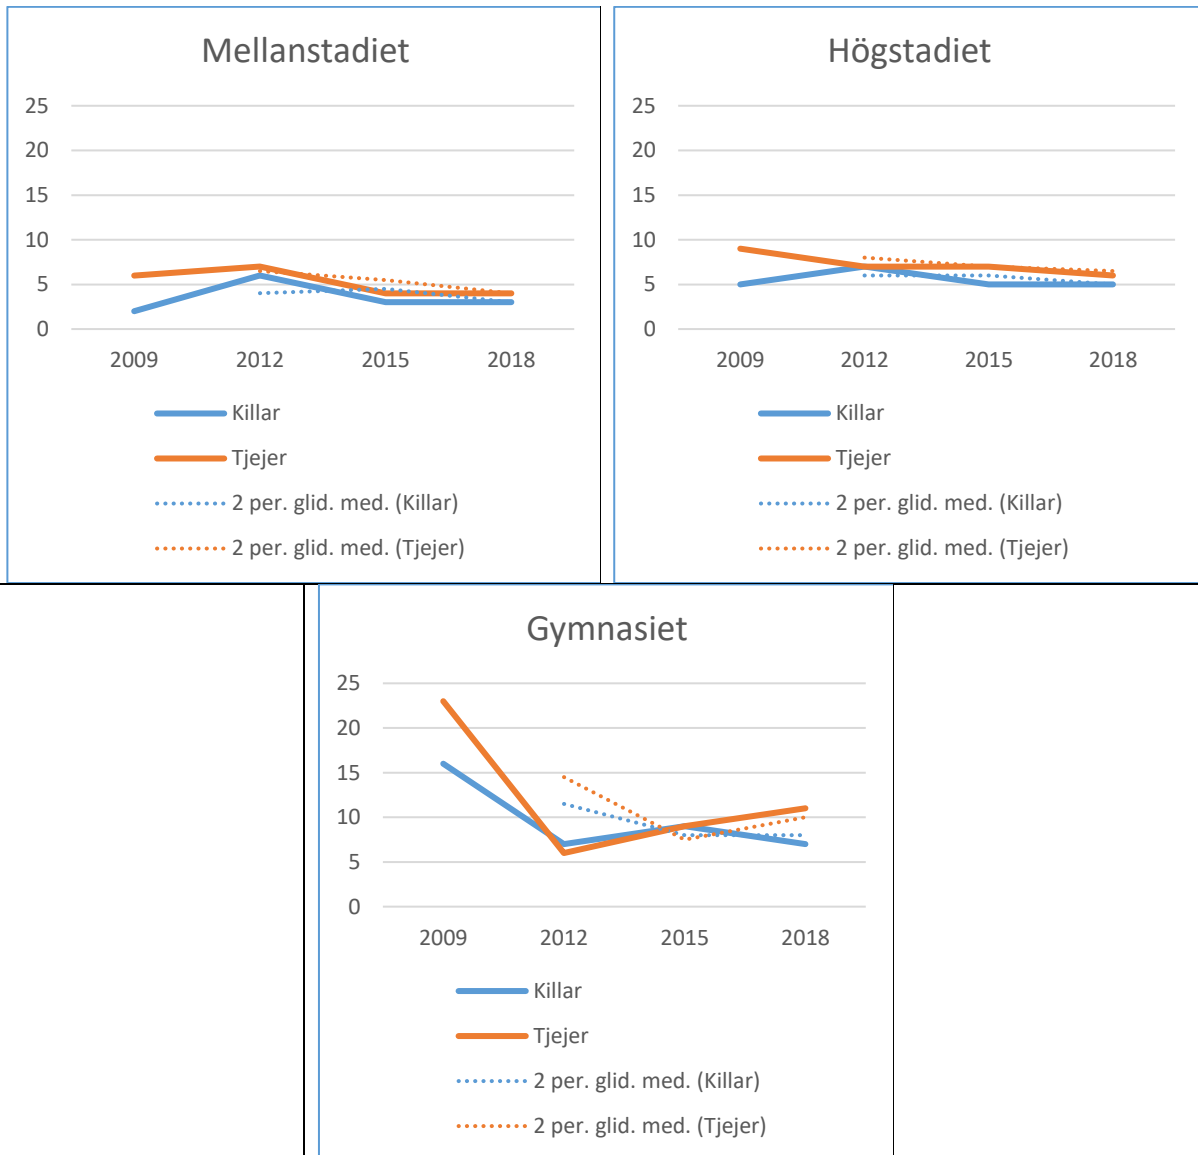 Mellanstadiet
25
20
15
10
5
0
2009 2012 2015 2018
Killar
Tjejer
2 per. glid. med. (Killar)
2 per. glid. med. (Tjejer)
Högstadiet
25
20
15
10
5
0
2009 2012 2015 2018
Killar
Tjejer
2 per. glid. med. (Killar)
2 per. glid. med. (Tjejer)
Gymnasiet
25
20
15
10
5
0
2009 2012 2015 2018
Killar
Tjejer
2 per. glid. med. (Killar)
2 per. glid. med. (Tjejer)